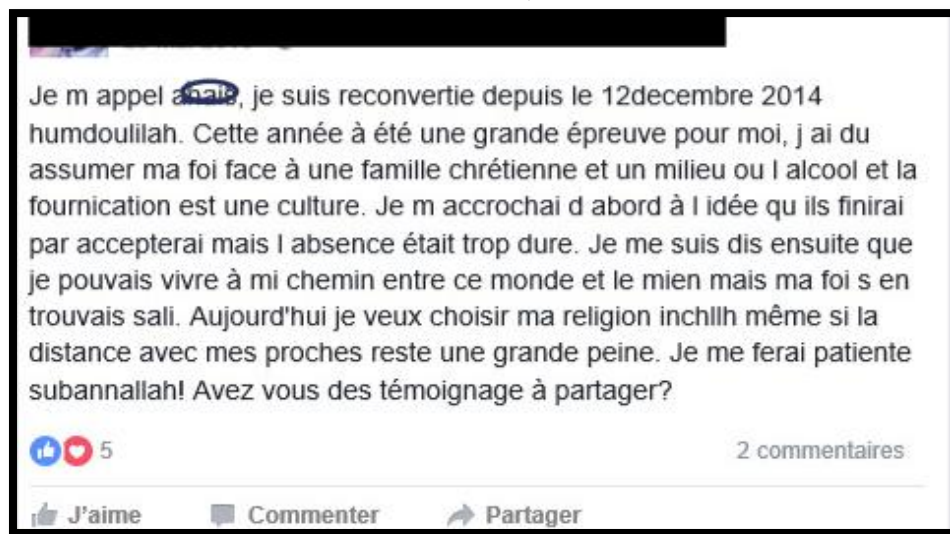 Je m appel anais, je suis reconvertie depuis le 12decembre 2014
humdoulilah. Cette année à été une grande épreuve pour moi, j ai du
assumer ma foi face à une famille chrétienne et un milieu ou l alcool et la
fournication est une culture. Je m accrochai d abord à l idée qu ils finirai
par accepterai mais l absence était trop dure. Je me suis dis ensuite que
je pouvais vivre à mi chemin entre ce monde et le mien mais ma foi s en
trouvais sali. Aujourd'hui je veux choisir ma religion inchllh même si la
distance avec mes proches reste une grande peine. Je me ferai patiente
subannallah! Avez vous des témoignage à partager?
5 2 commentaires
J'aime Commenter Partager